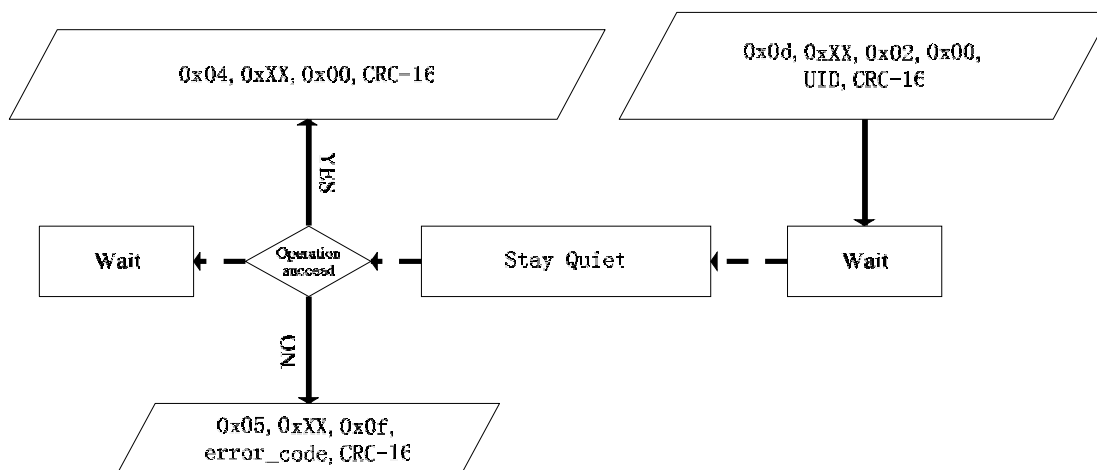 0x04, 0xXX, 0x00, CRC-16
0x0d, 0xXX, 0x02, 0x00,
UID, CRC-16
YES
Wait
Operation
succeed
Stay Quiet
Wait
NO
0x05, 0xXX, 0x0f,
error_code, CRC-16